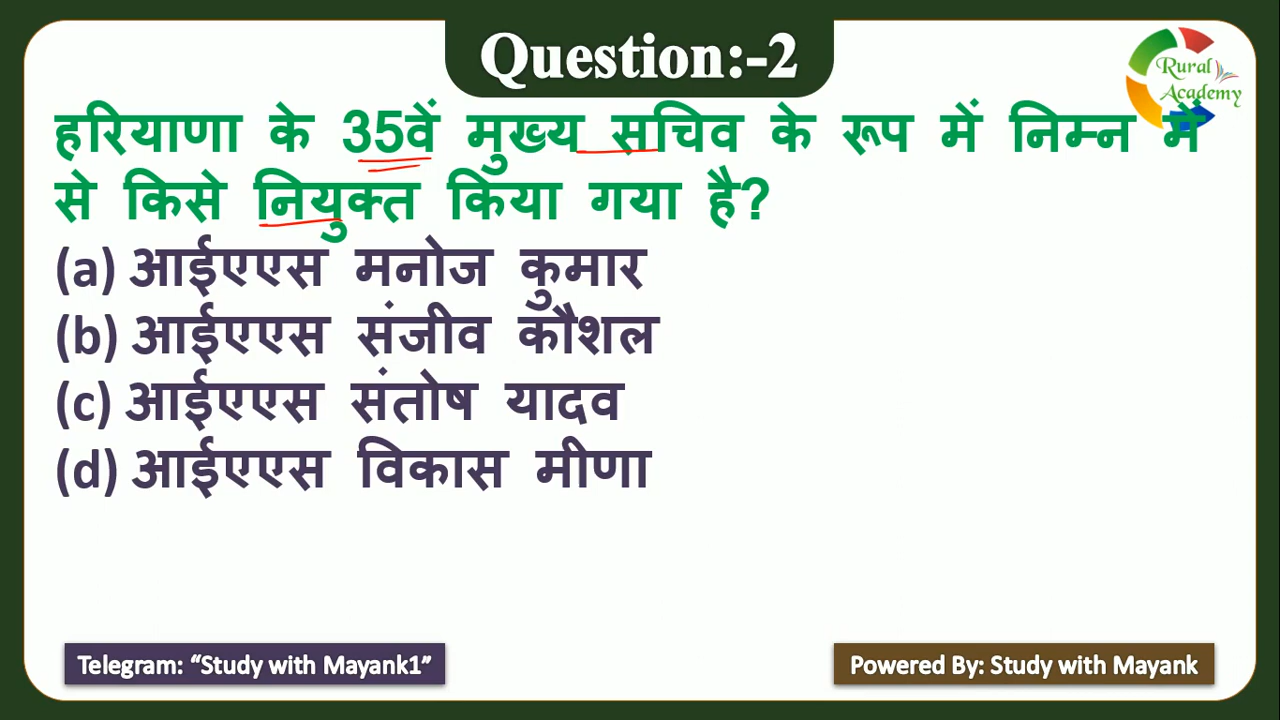 Question:-2
Rural
Academy
हरियाणा के 35वें मुख्य सचिव के रूप में निम्न में
से किसे नियुक्त किया गया है?
(a) आईएएस मनोज कुमार
(b) आईएएस संजीव कौशल
(c) आईएएस संतोष यादव
(d) आईएएस विकास मीणा
Telegram: “Study with Mayank1”
Powered By: Study with Mayank